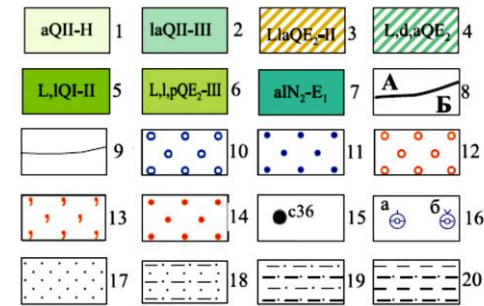 aQII-H 1 laQII-III 2 LlaQE₂-II 3 L,d,aQE₂ 4
L,lQI-II 5 L,l,pQE₂-III 6 alN₂-E₁ 7 А Б 8
9 10 11 12
13 14 c36 15 а б 16
17 18 19 20